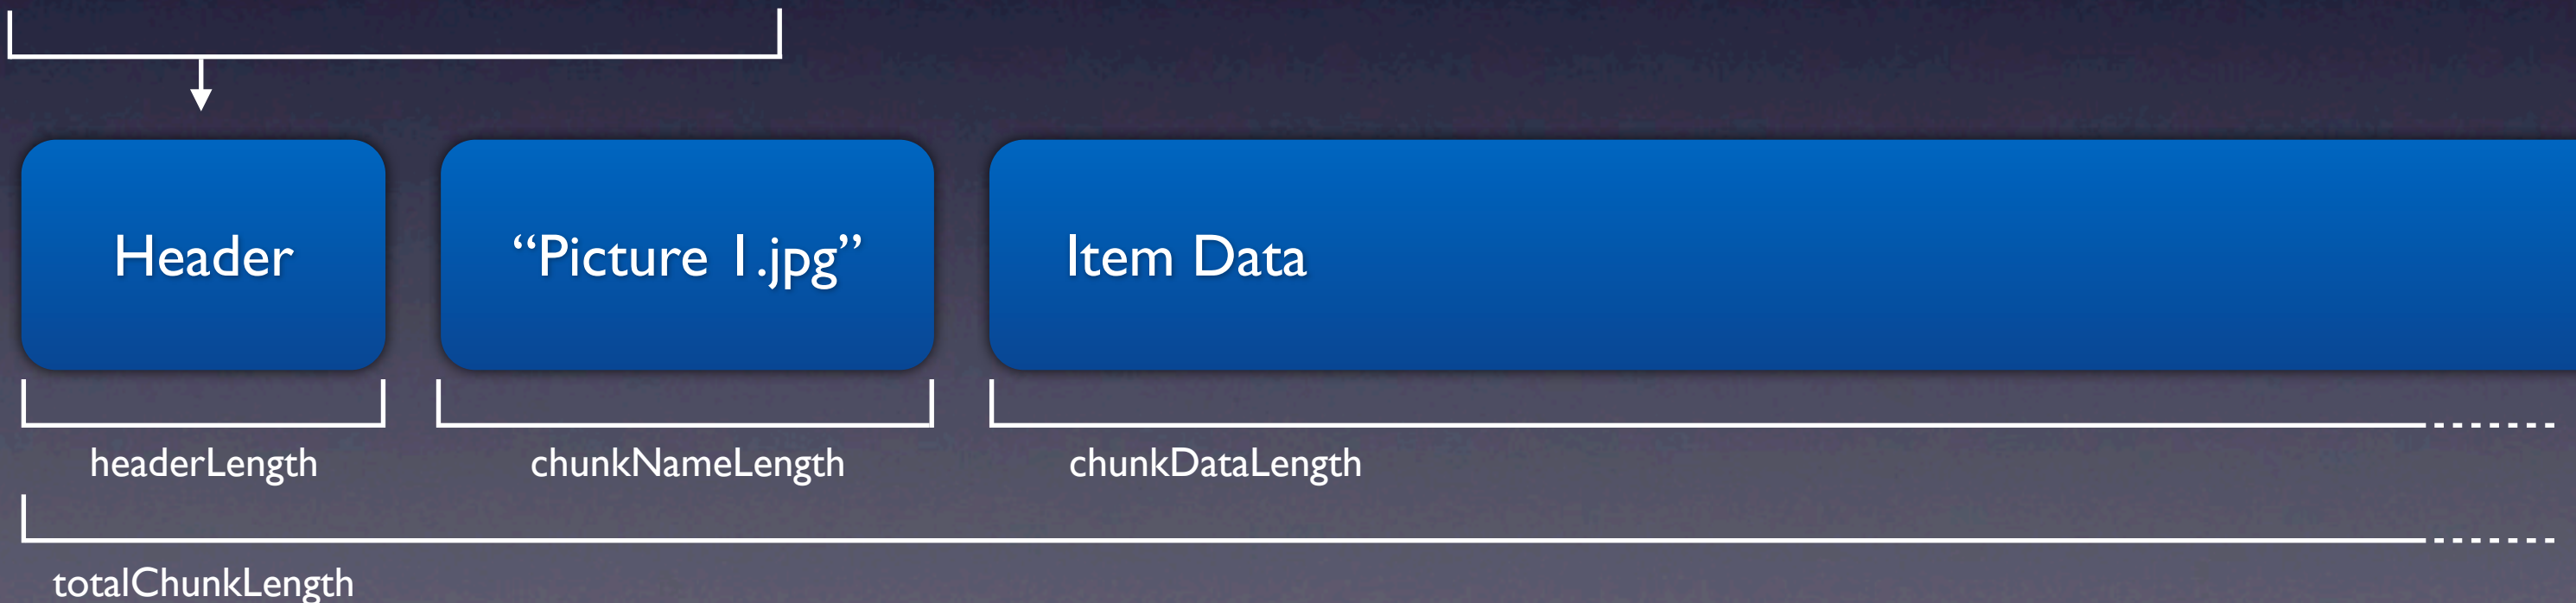 Header
“Picture 1.jpg”
Item Data
headerLength
chunkNameLength
chunkDataLength
totalChunkLength